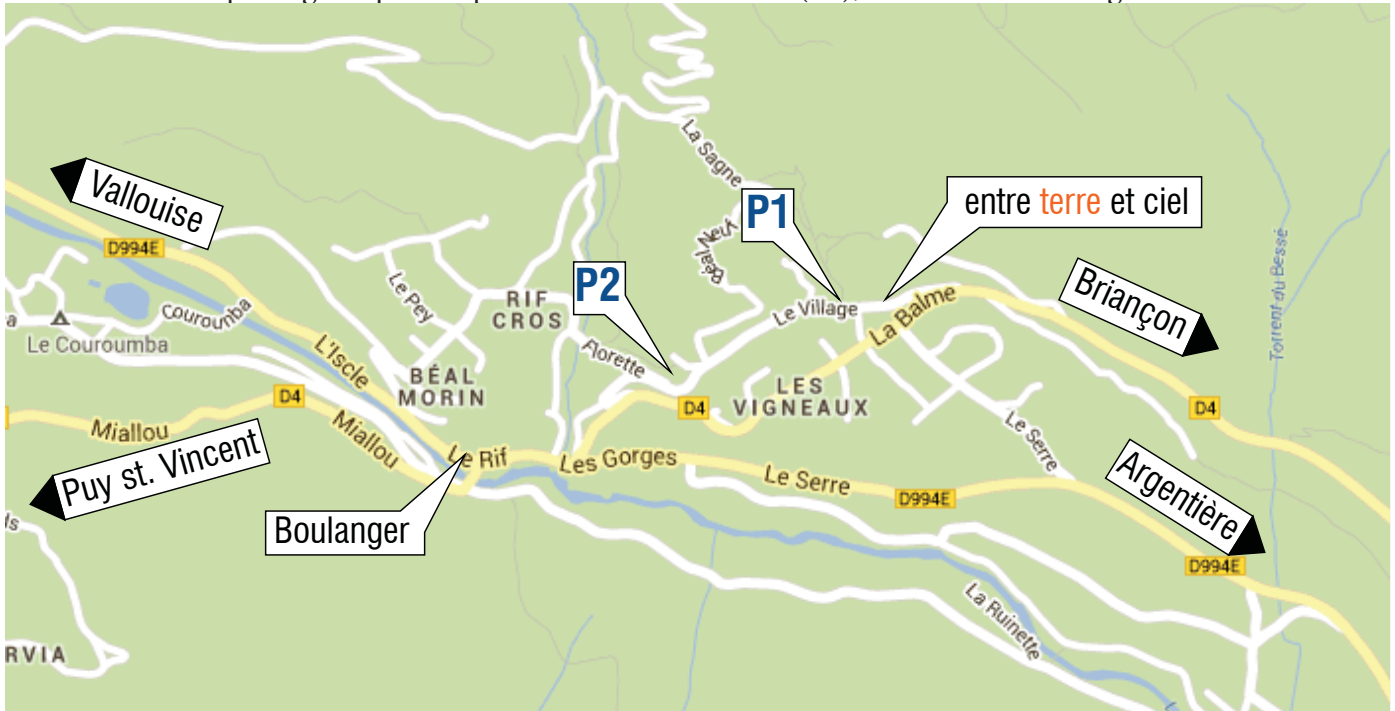 La Sagne
Vallouise
P1
entre terre et ciel
Béal
Neuf
D994E
Le Pey
RIF
CROS
P2
Le Village
La Balme
Briançon
Torrent du Bessé
Couroumba
Le Couroumba
L'Iscle
Florette
BÉAL
MORIN
LES
VIGNEAUX
D4
D4
D4
Miallou
Miallou
Le Serre
Puy st. Vincent
Le Rif
Les Gorges
Le Serre
D994E
Argentière
Boulanger
D994E
La Ruinette
RVIA